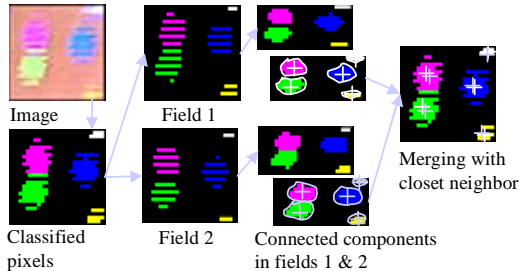 Image
Field 1
Merging with
closet neighbor
Classified
pixels
Field 2
Connected components
in fields 1 & 2